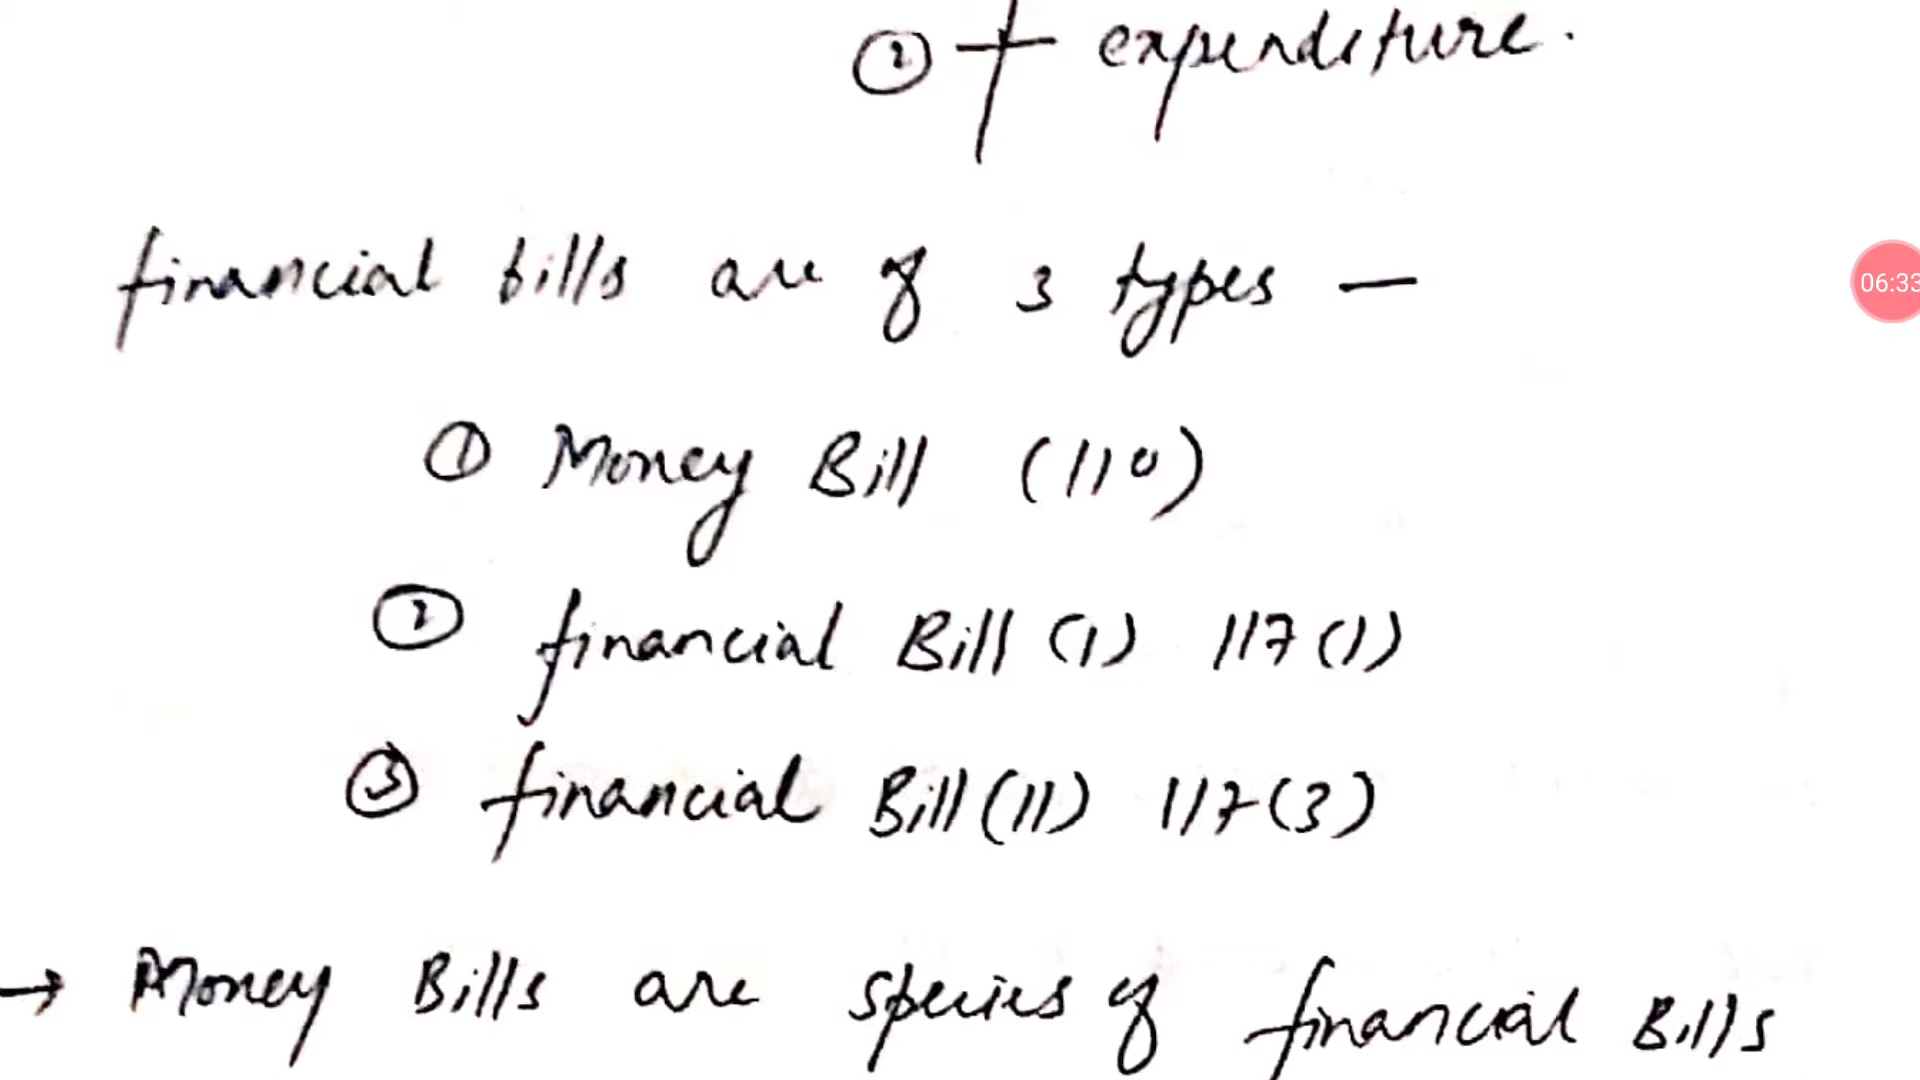 ② + expenditure.
financial bills are of 3 types —
06:33
① Money Bill (110)
② financial Bill (I) 117 (1)
③ financial Bill (II) 117 (3)
→ Money Bills are species of financial Bills